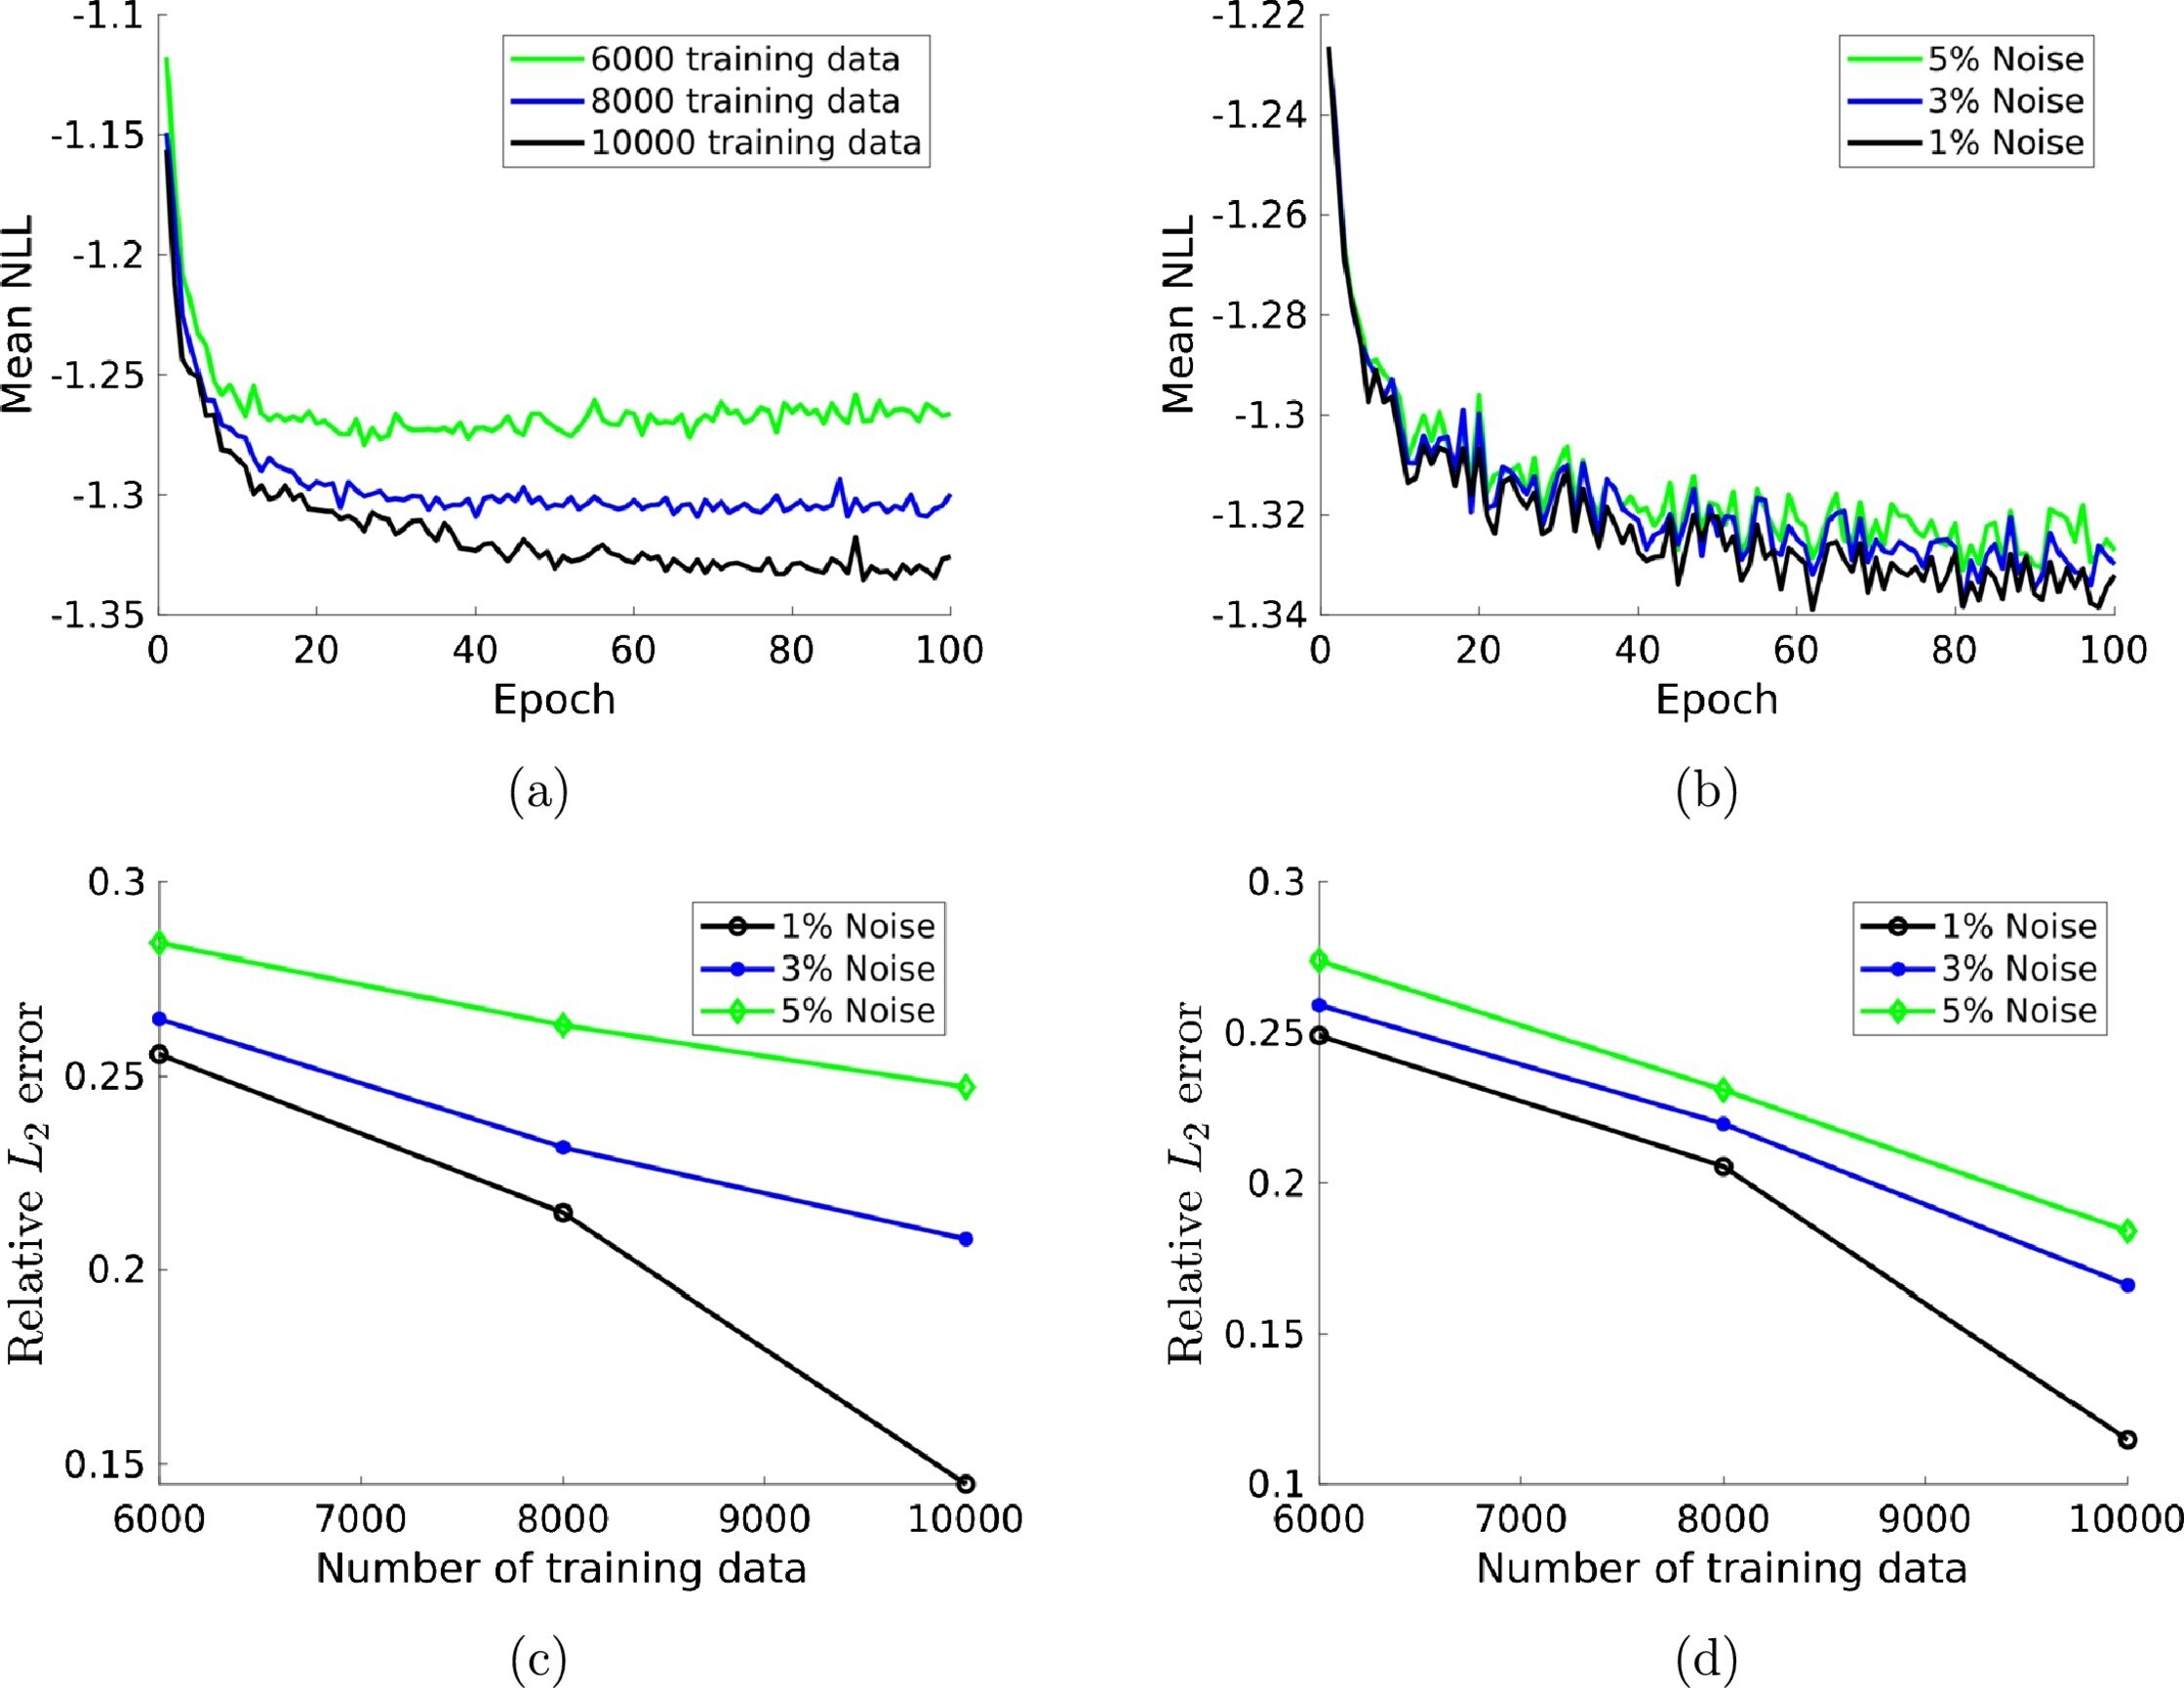 -1.1
-1.15
-1.2
-1.25
-1.3
-1.35
Mean NLL
6000 training data
8000 training data
10000 training data
0 20 40 60 80 100
Epoch
(a)
-1.22
-1.24
-1.26
-1.28
-1.3
-1.32
-1.34
Mean NLL
5% Noise
3% Noise
1% Noise
0 20 40 60 80 100
Epoch
(b)
0.3
0.25
0.2
0.15
Relative L2 error
1% Noise
3% Noise
5% Noise
6000 7000 8000 9000 10000
Number of training data
(c)
0.3
0.25
0.2
0.15
0.1
Relative L2 error
1% Noise
3% Noise
5% Noise
6000 7000 8000 9000 10000
Number of training data
(d)